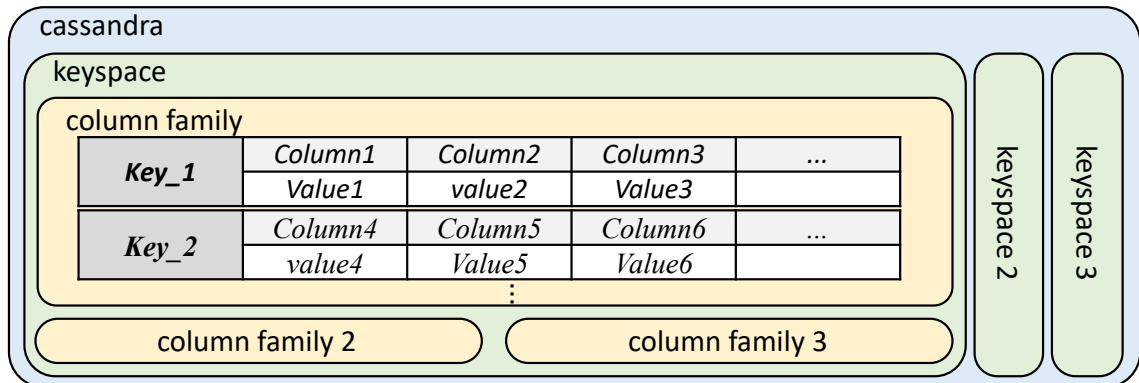 cassandra
keyspace
column family
Key_1 Column1 Column2 Column3 ...
Value1 value2 Value3
Key_2 Column4 Column5 Column6 ...
value4 Value5 Value6
⋮
column family 2 column family 3
keyspace 2
keyspace 3